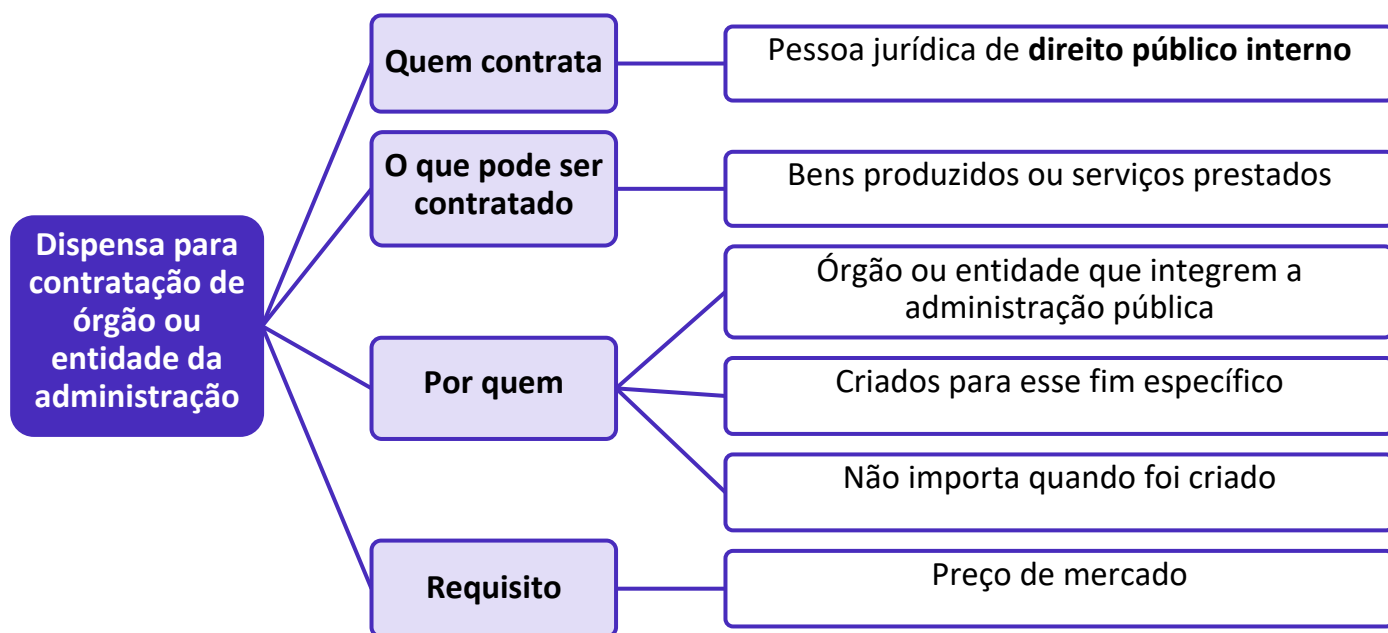 Dispensa para
contratação de
órgão ou
entidade da
administração
Quem contrata
Pessoa jurídica de direito público interno
O que pode ser
contratado
Bens produzidos ou serviços prestados
Por quem
Órgão ou entidade que integrem a
administração pública
Criados para esse fim específico
Não importa quando foi criado
Requisito
Preço de mercado